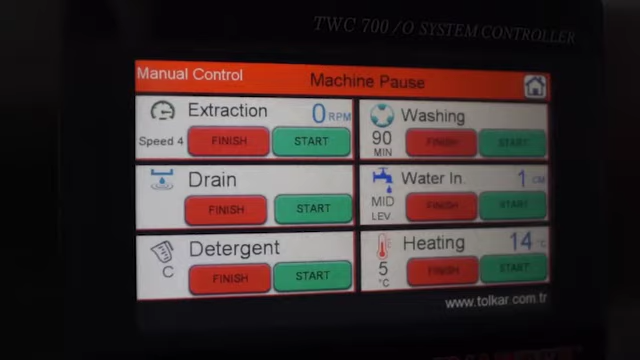 TWC 700 /O SYSTEM CONTROLLER
Manual Control
Machine Pause
Extraction 0 RPM
Speed 4 FINISH START
Washing
90 MIN FINISH START
Drain
FINISH START
Water In. 1 CM
MID LEV FINISH START
Detergent
C FINISH START
Heating 14 °C
5 °C FINISH START
www.tolkar.com.tr